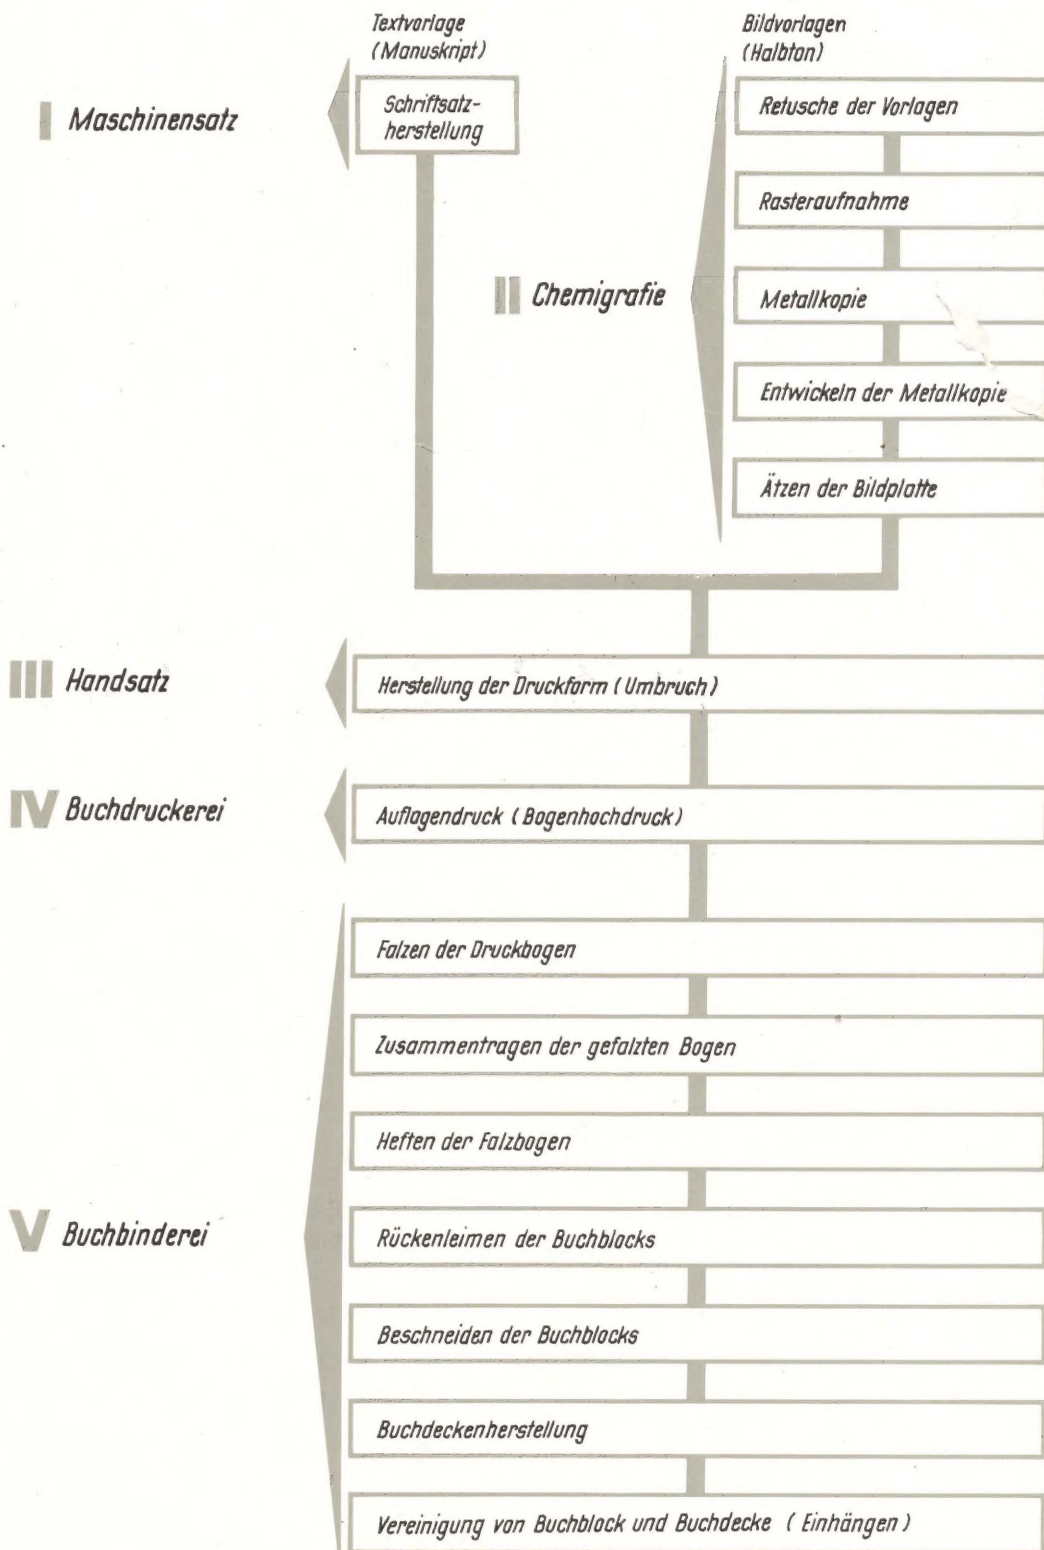 Textvorlage
(Manuskript)
I Maschinensatz
Schriftsatz-
herstellung
Bildvorlagen
(Halbton)
II Chemigrafie
Retusche der Vorlagen
Rasteraufnahme
Metallkopie
Entwickeln der Metallkopie
Ätzen der Bildplatte
III Handsatz
Herstellung der Druckform ( Umbruch )
IV Buchdruckerei
Auflagendruck ( Bogenhochdruck )
V Buchbinderei
Falzen der Druckbogen
Zusammentragen der gefalzten Bogen
Heften der Falzbogen
Rückenleimen der Buchblocks
Beschneiden der Buchblocks
Buchdeckenherstellung
Vereinigung von Buchblock und Buchdecke ( Einhängen )